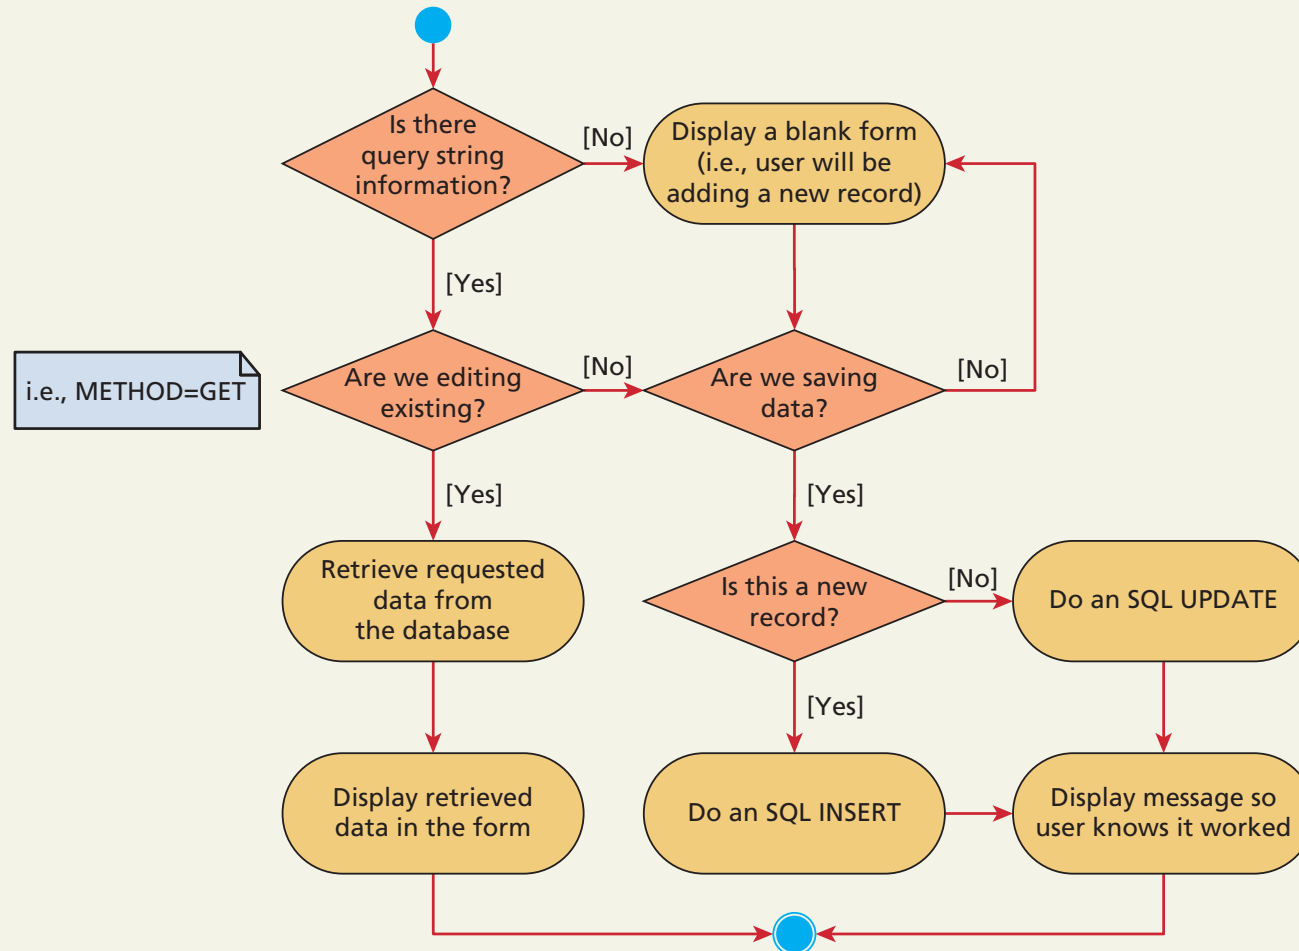 Is there
query string
information?
[No]
Display a blank form
(i.e., user will be
adding a new record)
[Yes]
i.e., METHOD=GET
Are we editing
existing?
[No]
Are we saving
data?
[No]
[Yes]
[Yes]
Retrieve requested
data from
the database
Is this a new
record?
[No]
Do an SQL UPDATE
[Yes]
Display retrieved
data in the form
Do an SQL INSERT
Display message so
user knows it worked